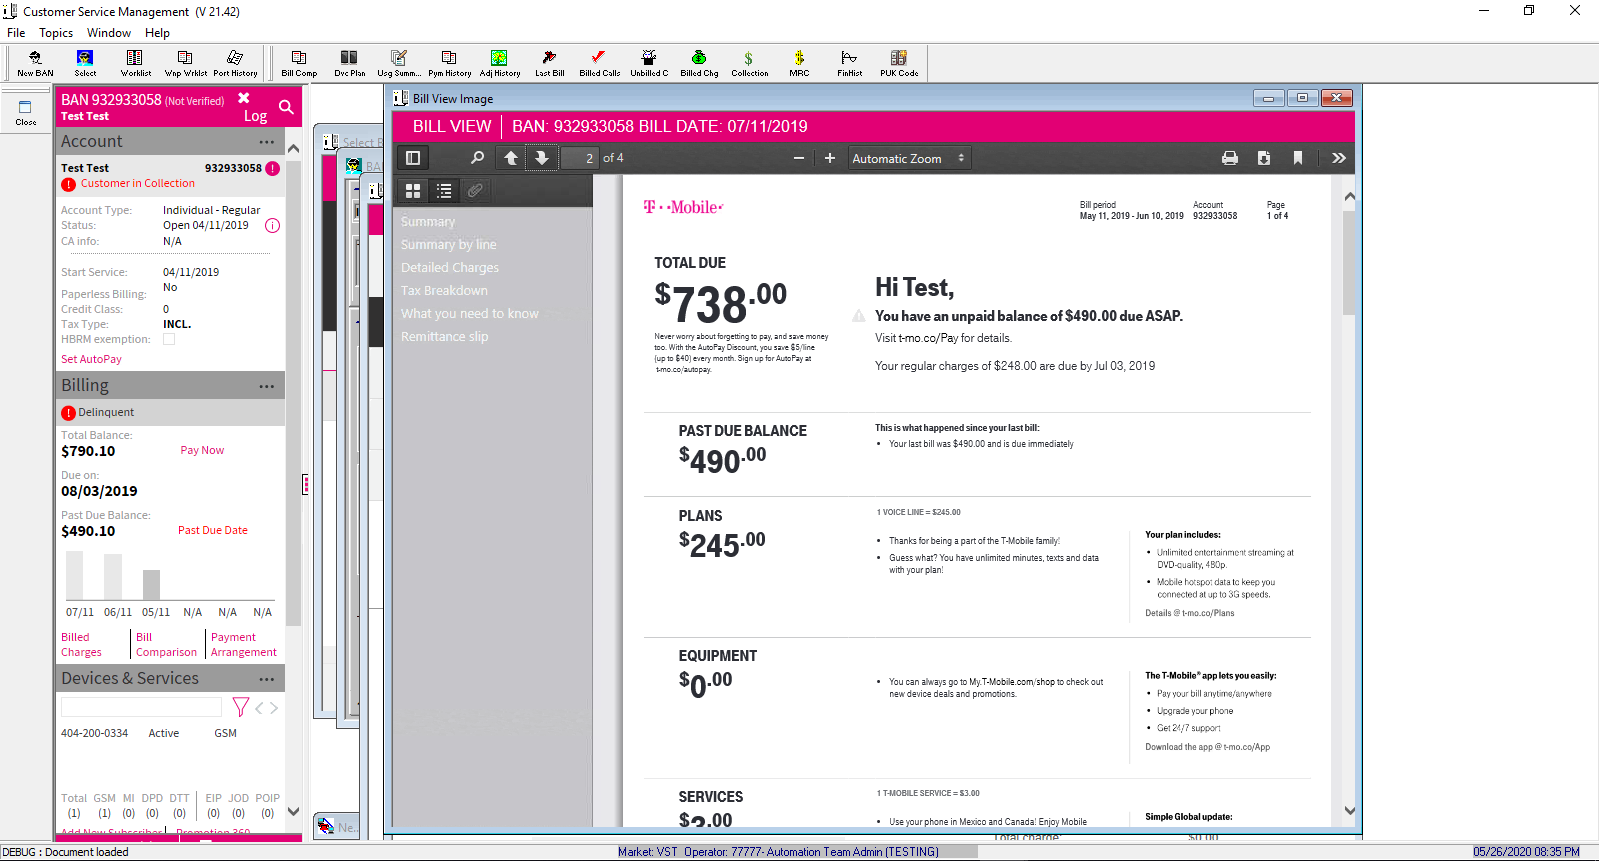 Customer Service Management (V 21.42)
File Topics Window Help
New BAN Select Worklist Wnp Wrklst Port History Bill Comp Dvc Plan Usg Summ... Pym History Adj History Last Bill Billed Calls Unbilled C Billed Chg Collection MRC FinHist PUK Code
Close
BAN 932933058 (Not Verified)
Test Test
Log
Account
Test Test 932933058
Customer in Collection
Account Type: Individual - Regular
Status: Open 04/11/2019
CA info: N/A
Start Service: 04/11/2019
Paperless Billing: No
Credit Class: 0
Tax Type: INCL.
HBRM exemption:
Set AutoPay
Billing
Delinquent
Total Balance:
$790.10 Pay Now
Due on:
08/03/2019
Past Due Balance:
$490.10 Past Due Date
07/11 06/11 05/11 N/A N/A N/A
Billed Charges
Bill Comparison
Payment Arrangement
Devices & Services
404-200-0334 Active GSM
Total GSM MI DPD DTT EIP JOD POIP
(1) (1) (0) (0) (0) (0) (0) (0)
Add New Subscriber Promotion 360
Select B
BA
Ne...
Bill View Image
BILL VIEW BAN: 932933058 BILL DATE: 07/11/2019
2 of 4
Automatic Zoom
Summary
Summary by line
Detailed Charges
Tax Breakdown
What you need to know
Remittance slip
T··Mobile·
Bill period Account Page
May 11, 2019 - Jun 10, 2019 932933058 1 of 4
TOTAL DUE
$738.00
Never worry about forgetting to pay, and save money
too. With the AutoPay Discount, you save $5/line
(up to $40) every month. Sign up for AutoPay at
t-mo.co/autopay.
Hi Test,
You have an unpaid balance of $490.00 due ASAP.
Visit t-mo.co/Pay for details.
Your regular charges of $248.00 are due by Jul 03, 2019
PAST DUE BALANCE
$490.00
This is what happened since your last bill:
• Your last bill was $490.00 and is due immediately
PLANS
$245.00
1 VOICE LINE = $245.00
• Thanks for being a part of the T-Mobile family!
• Guess what? You have unlimited minutes, texts and data
with your plan!
Your plan includes:
• Unlimited entertainment streaming at
DVD-quality, 480p.
• Mobile hotspot data to keep you
connected at up to 3G speeds.
Details @ t-mo.co/Plans
EQUIPMENT
$0.00
• You can always go to My.T-Mobile.com/shop to check out
new device deals and promotions.
The T-Mobile® app lets you easily:
• Pay your bill anytime/anywhere
• Upgrade your phone
• Get 24/7 support
Download the app @ t-mo.co/App
SERVICES
$3.00
1 T-MOBILE SERVICE = $3.00
• Use your phone in Mexico and Canada! Enjoy Mobile
Simple Global update:
Total charge: $0.00
DEBUG : Document loaded
Market: VST Operator: 77777- Automation Team Admin (TESTING)
05/26/2020 08:35 PM